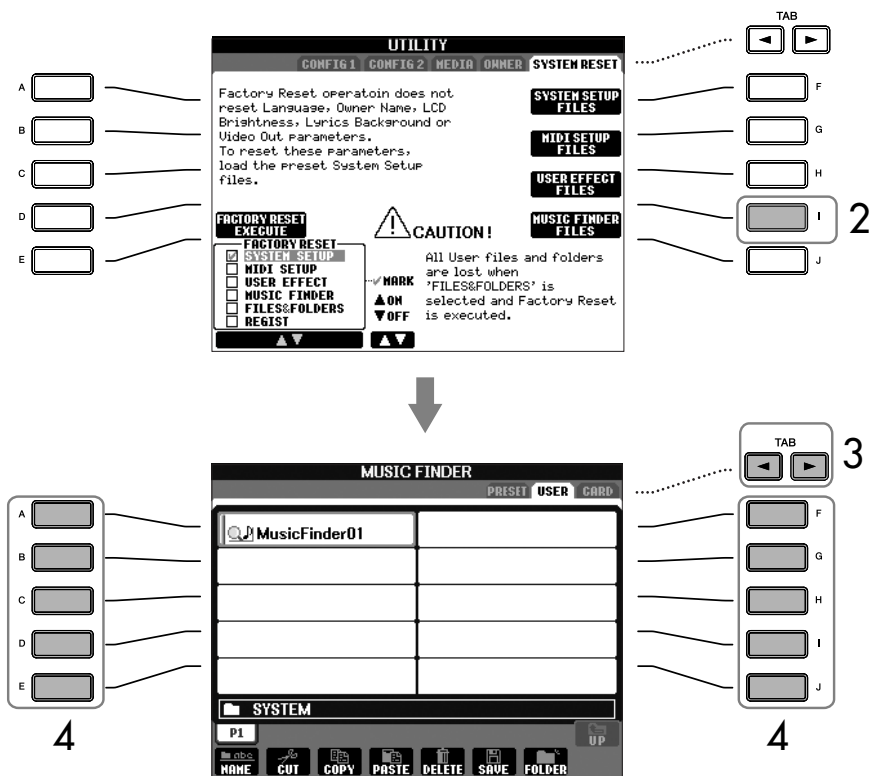 TAB
UTILITY
CONFIG 1 CONFIG 2 MEDIA OWNER SYSTEM RESET
A
B
C
D
E
Factory Reset operatoin does not
reset Language, Owner Name, LCD
Brightness, Lyrics Background or
Video Out parameters.
To reset these parameters,
load the preset System Setup
files.
SYSTEM SETUP
FILES
MIDI SETUP
FILES
USER EFFECT
FILES
MUSIC FINDER
FILES
F
G
H
I
J
2
FACTORY RESET
EXECUTE
FACTORY RESET
SYSTEM SETUP
MIDI SETUP
USER EFFECT
MUSIC FINDER
FILES&FOLDERS
REGIST
MARK
▲ON
▼OFF
▲▼
▲▼
CAUTION!
All User files and folders
are lost when
'FILES&FOLDERS' is
selected and Factory Reset
is executed.
TAB
3
MUSIC FINDER
PRESET USER CARD
A
B
C
D
E
4
MusicFinder01
SYSTEM
P1
UP
abc
NAME CUT COPY PASTE DELETE SAVE FOLDER
F
G
H
I
J
4